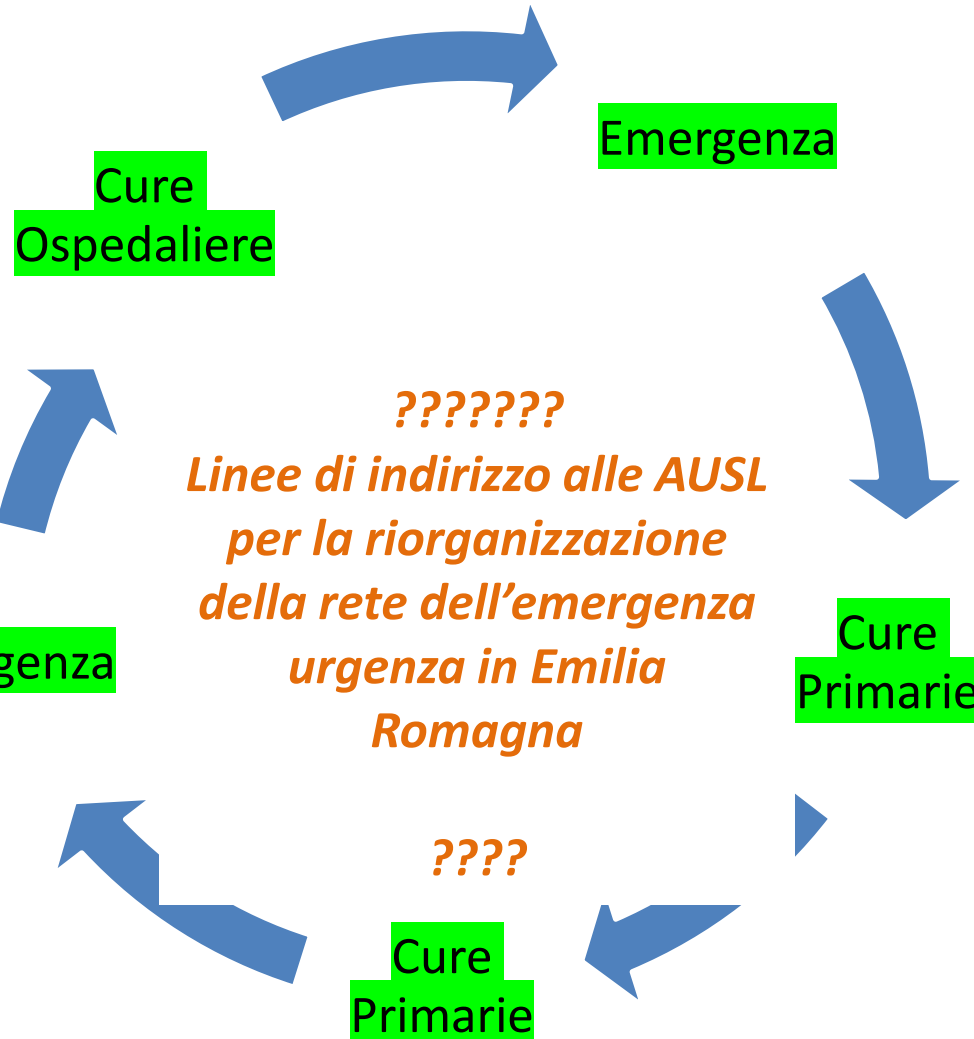 Emergenza
Cure
Ospedaliere
???????
Linee di indirizzo alle AUSL
per la riorganizzazione
della rete dell’emergenza
urgenza in Emilia
Romagna
????
Cure
Primarie
genza
Cure
Primarie